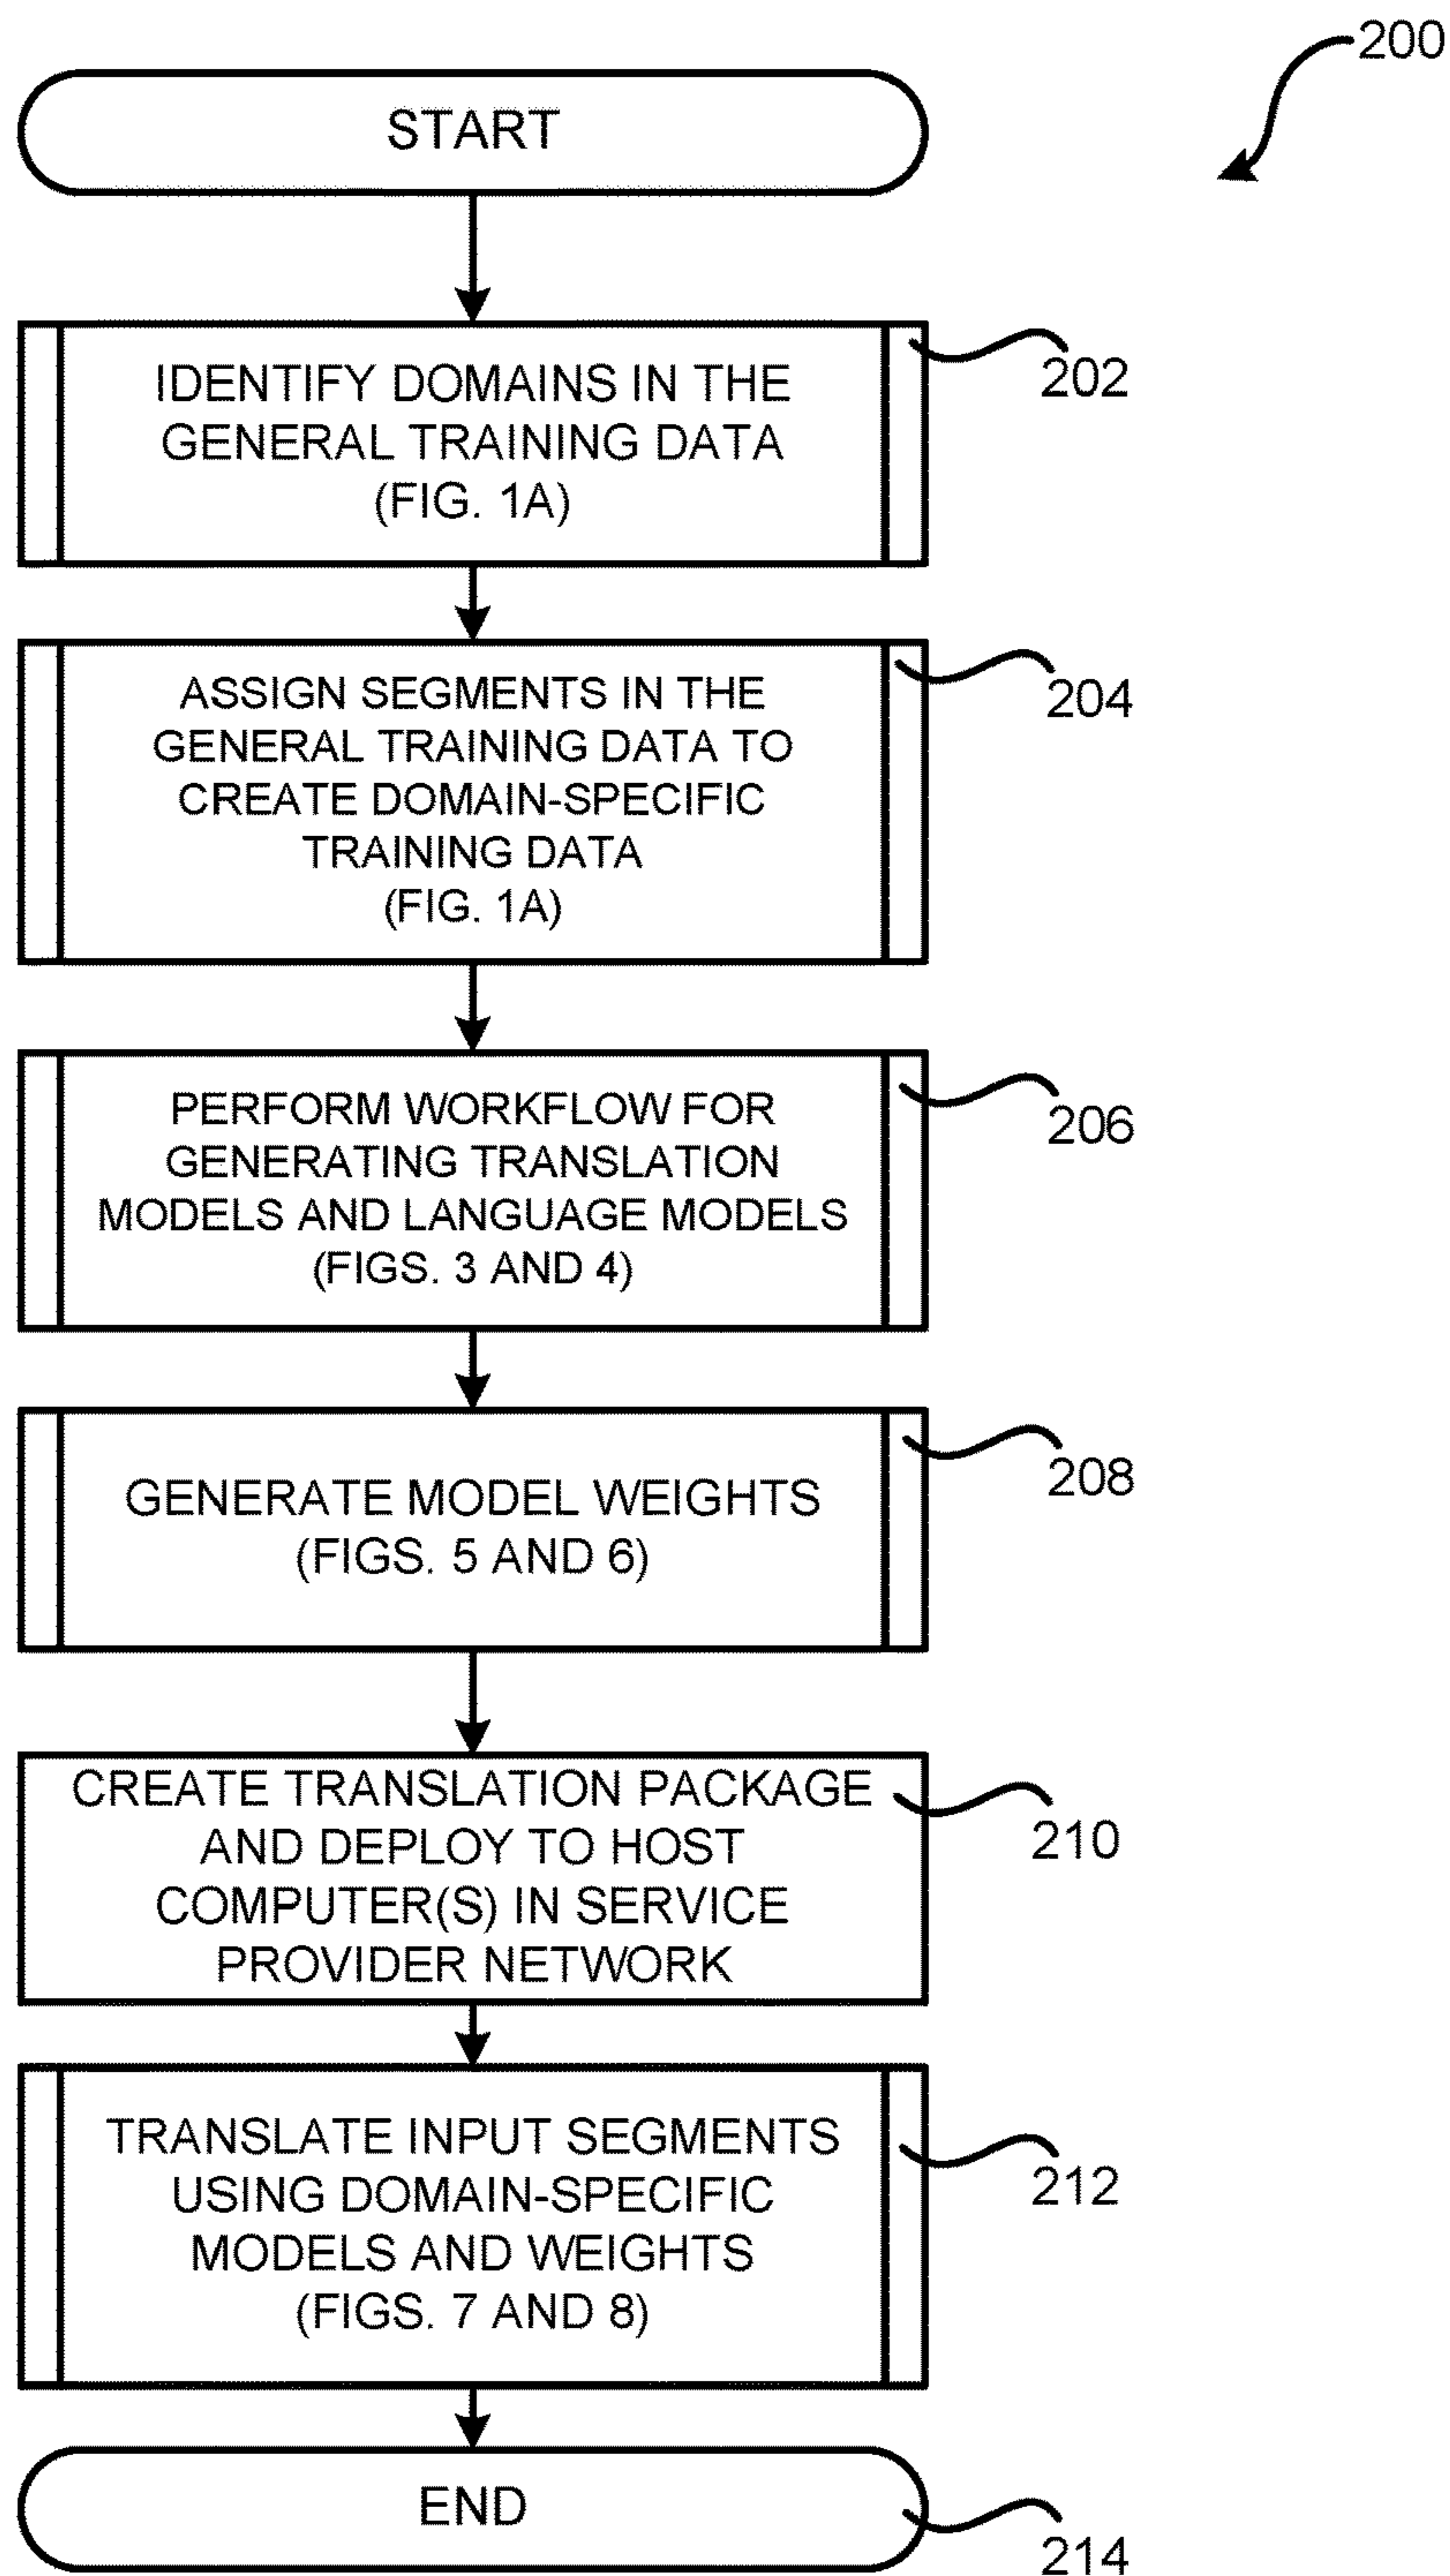 200
START
IDENTIFY DOMAINS IN THE
GENERAL TRAINING DATA
(FIG. 1A)
202
ASSIGN SEGMENTS IN THE
GENERAL TRAINING DATA TO
CREATE DOMAIN-SPECIFIC
TRAINING DATA
(FIG. 1A)
204
PERFORM WORKFLOW FOR
GENERATING TRANSLATION
MODELS AND LANGUAGE MODELS
(FIGS. 3 AND 4)
206
GENERATE MODEL WEIGHTS
(FIGS. 5 AND 6)
208
CREATE TRANSLATION PACKAGE
AND DEPLOY TO HOST
COMPUTER(S) IN SERVICE
PROVIDER NETWORK
210
TRANSLATE INPUT SEGMENTS
USING DOMAIN-SPECIFIC
MODELS AND WEIGHTS
(FIGS. 7 AND 8)
212
END
214